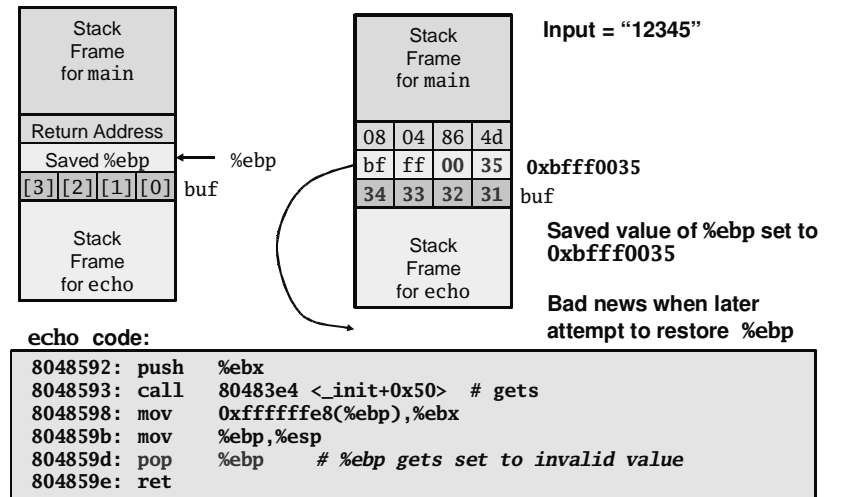 Stack
Frame
for main
Return Address
Saved %ebp
%ebp
[3] [2] [1] [0] buf
Stack
Frame
for echo
Stack
Frame
for main
08 04 86 4d
bf ff 00 35 0xbfff0035
34 33 32 31 buf
Stack
Frame
for echo
Input = “12345”
Saved value of %ebp set to
0xbfff0035
Bad news when later
attempt to restore %ebp
echo code:
8048592: push %ebx
8048593: call 80483e4 <_init+0x50> # gets
8048598: mov 0xffffffe8(%ebp),%ebx
804859b: mov %ebp,%esp
804859d: pop %ebp # %ebp gets set to invalid value
804859e: ret